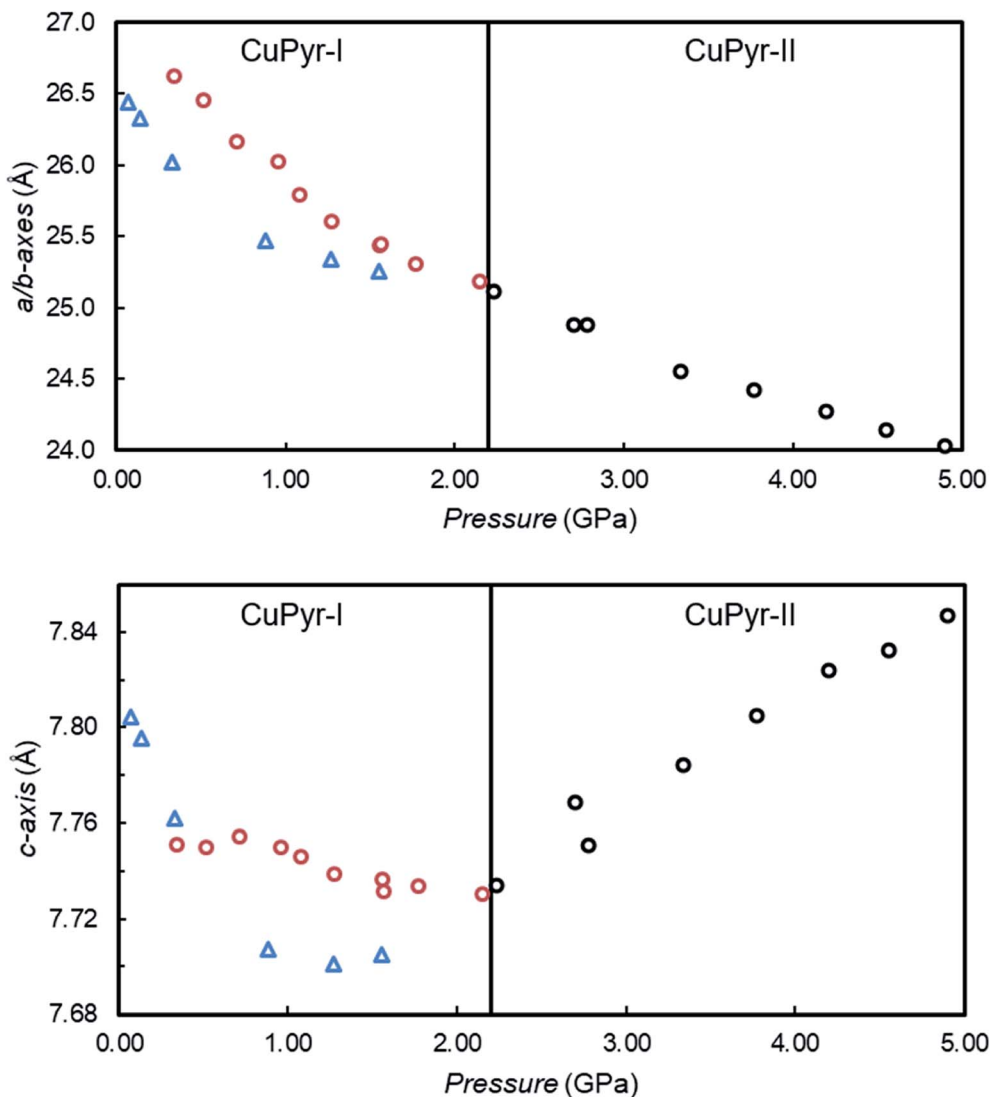 27.0
CuPyr-I CuPyr-II
26.5
26.0
25.5
25.0
24.5
24.0
a/b-axes (Å)
0.00 1.00 2.00 3.00 4.00 5.00
Pressure (GPa)
CuPyr-I CuPyr-II
7.84
7.80
7.76
7.72
7.68
c-axis (Å)
0.00 1.00 2.00 3.00 4.00 5.00
Pressure (GPa)